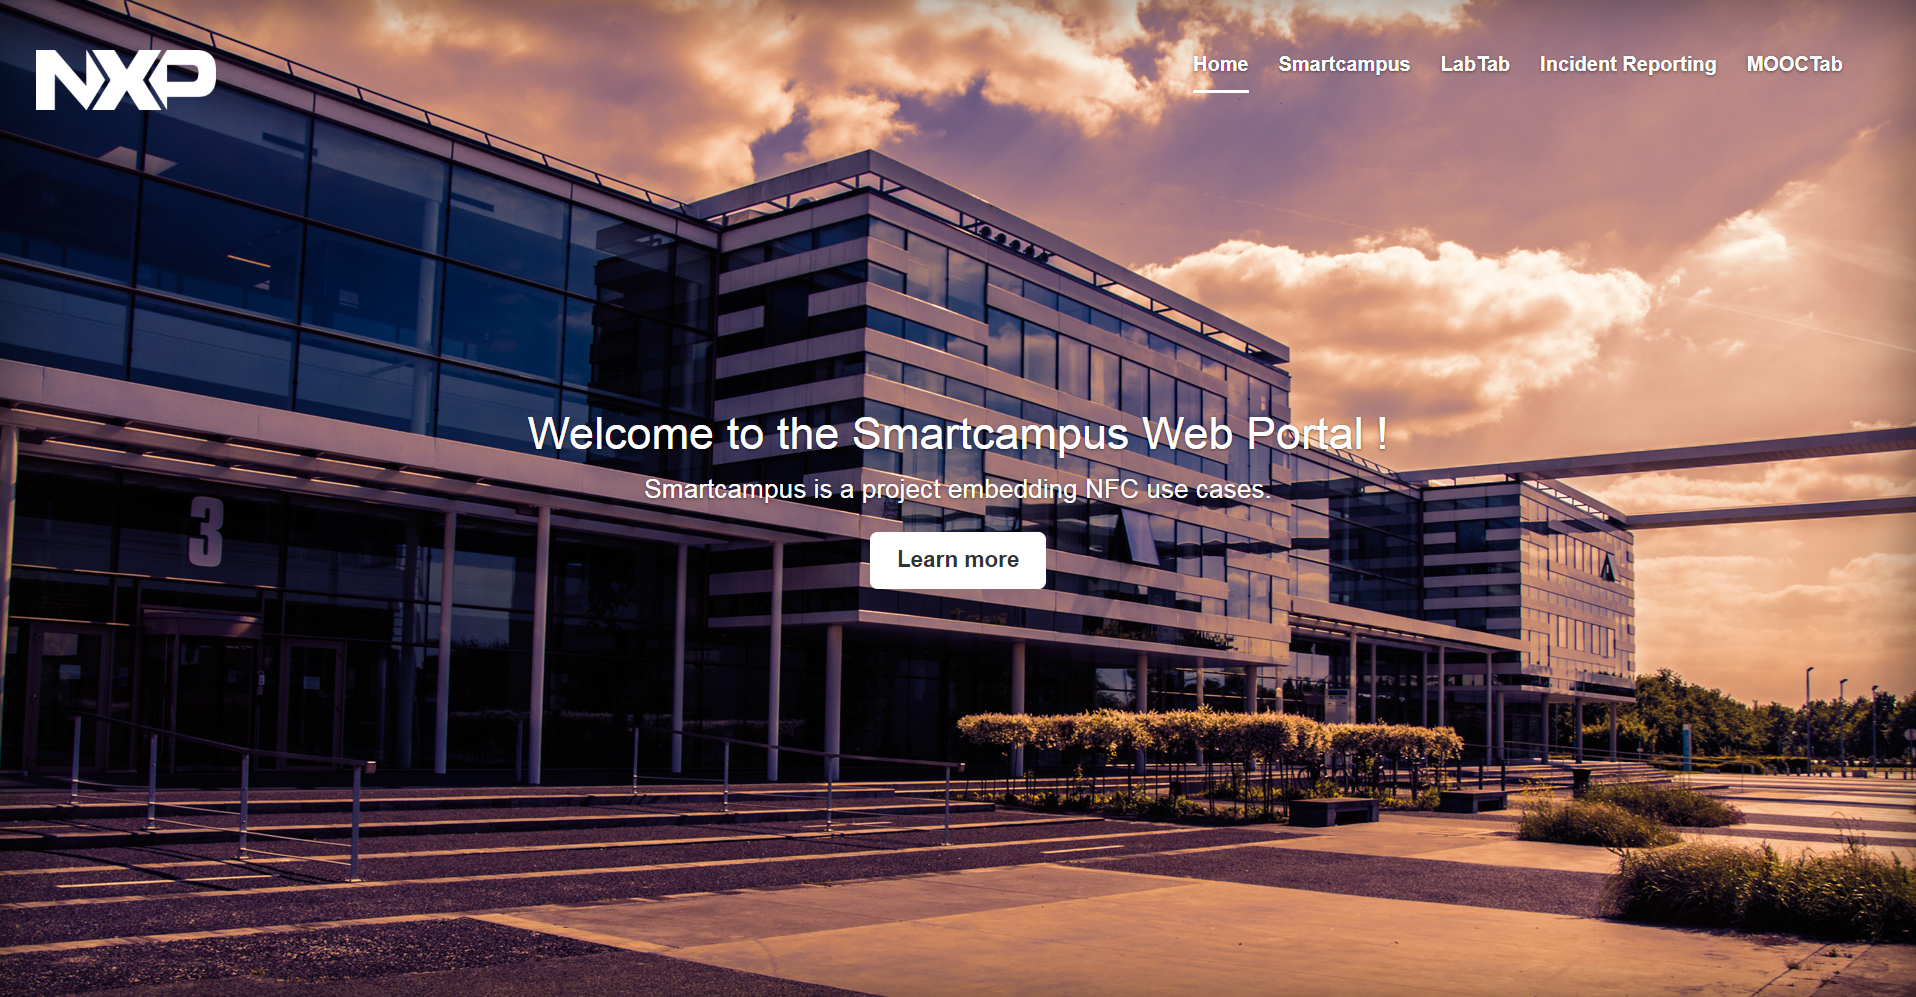 NXP
Home Smartcampus LabTab Incident Reporting MOOCTab
Welcome to the Smartcampus Web Portal !
Smartcampus is a project embedding NFC use cases.
3
Learn more